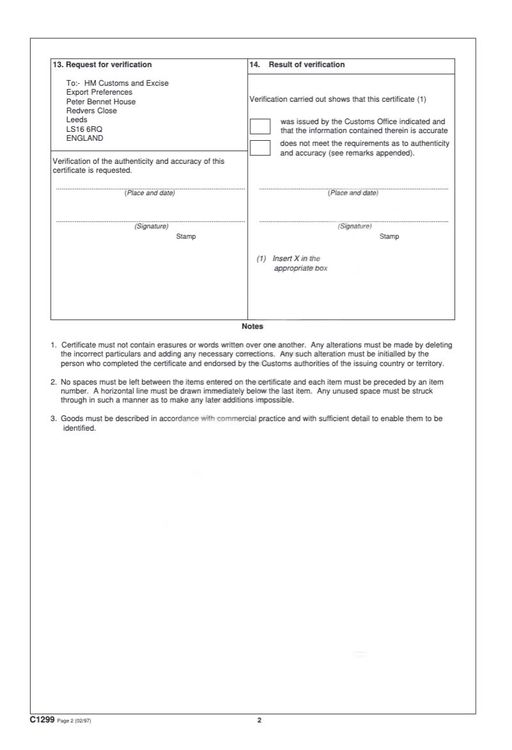 13. Request for verification
To:- HM Customs and Excise
Export Preferences
Peter Bennet House
Redvers Close
Leeds
LS16 6RQ
ENGLAND
Verification of the authenticity and accuracy of this
certificate is requested.
(Place and date)
(Signature)
Stamp
14. Result of verification
Verification carried out shows that this certificate (1)
was issued by the Customs Office indicated and
that the information contained therein is accurate
does not meet the requirements as to authenticity
and accuracy (see remarks appended).
(Place and date)
(Signature)
Stamp
(1) Insert X in the
appropriate box
Notes
1. Certificate must not contain erasures or words written over one another. Any alterations must be made by deleting
the incorrect particulars and adding any necessary corrections. Any such alteration must be initialled by the
person who completed the certificate and endorsed by the Customs authorities of the issuing country or territory.
2. No spaces must be left between the items entered on the certificate and each item must be preceded by an item
number. A horizontal line must be drawn immediately below the last item. Any unused space must be struck
through in such a manner as to make any later additions impossible.
3. Goods must be described in accordance with commercial practice and with sufficient detail to enable them to be
identified.
C1299 Page 2 (02/97)
2